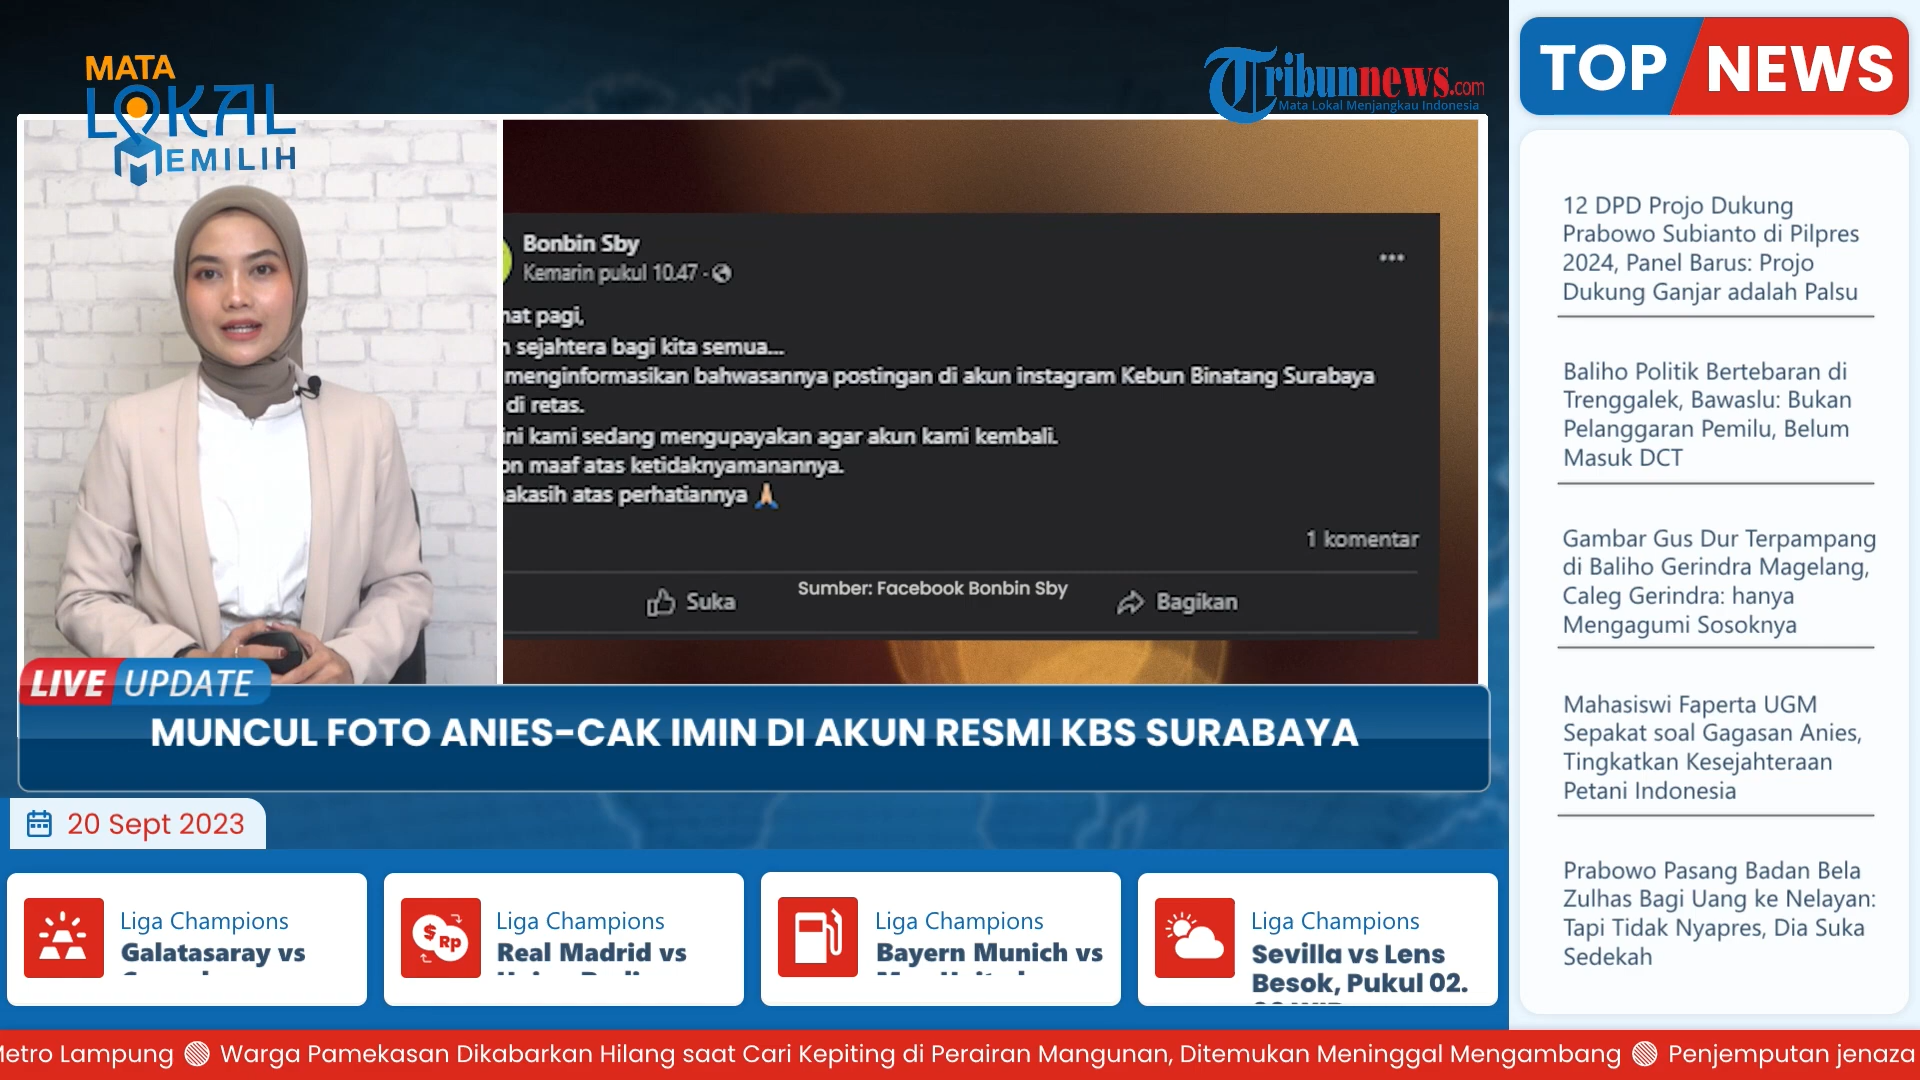 MATA
LOKAL
MEMILIH
Tribunnews.com
Mata Lokal Menjangkau Indonesia
Bonbin Sby
Kemarin pukul 10.47 ·
at pagi,
sejahtera bagi kita semua...
menginformasikan bahwasannya postingan di akun instagram Kebun Binatang Surabaya
di retas.
ini kami sedang mengupayakan agar akun kami kembali.
on maaf atas ketidaknyamanannya.
akasih atas perhatiannya 🙏
1 komentar
Suka
Sumber: Facebook Bonbin Sby
Bagikan
LIVE UPDATE
MUNCUL FOTO ANIES-CAK IMIN DI AKUN RESMI KBS SURABAYA
20 Sept 2023
Liga Champions
Galatasaray vs
$ Rp
Liga Champions
Real Madrid vs
Liga Champions
Bayern Munich vs
Liga Champions
Sevilla vs Lens
Besok, Pukul 02.
TOP NEWS
12 DPD Projo Dukung
Prabowo Subianto di Pilpres
2024, Panel Barus: Projo
Dukung Ganjar adalah Palsu
Baliho Politik Bertebaran di
Trenggalek, Bawaslu: Bukan
Pelanggaran Pemilu, Belum
Masuk DCT
Gambar Gus Dur Terpampang
di Baliho Gerindra Magelang,
Caleg Gerindra: hanya
Mengagumi Sosoknya
Mahasiswi Faperta UGM
Sepakat soal Gagasan Anies,
Tingkatkan Kesejahteraan
Petani Indonesia
Prabowo Pasang Badan Bela
Zulhas Bagi Uang ke Nelayan:
Tapi Tidak Nyapres, Dia Suka
Sedekah
Metro Lampung Warga Pamekasan Dikabarkan Hilang saat Cari Kepiting di Perairan Mangunan, Ditemukan Meninggal Mengambang Penjemputan jenaza